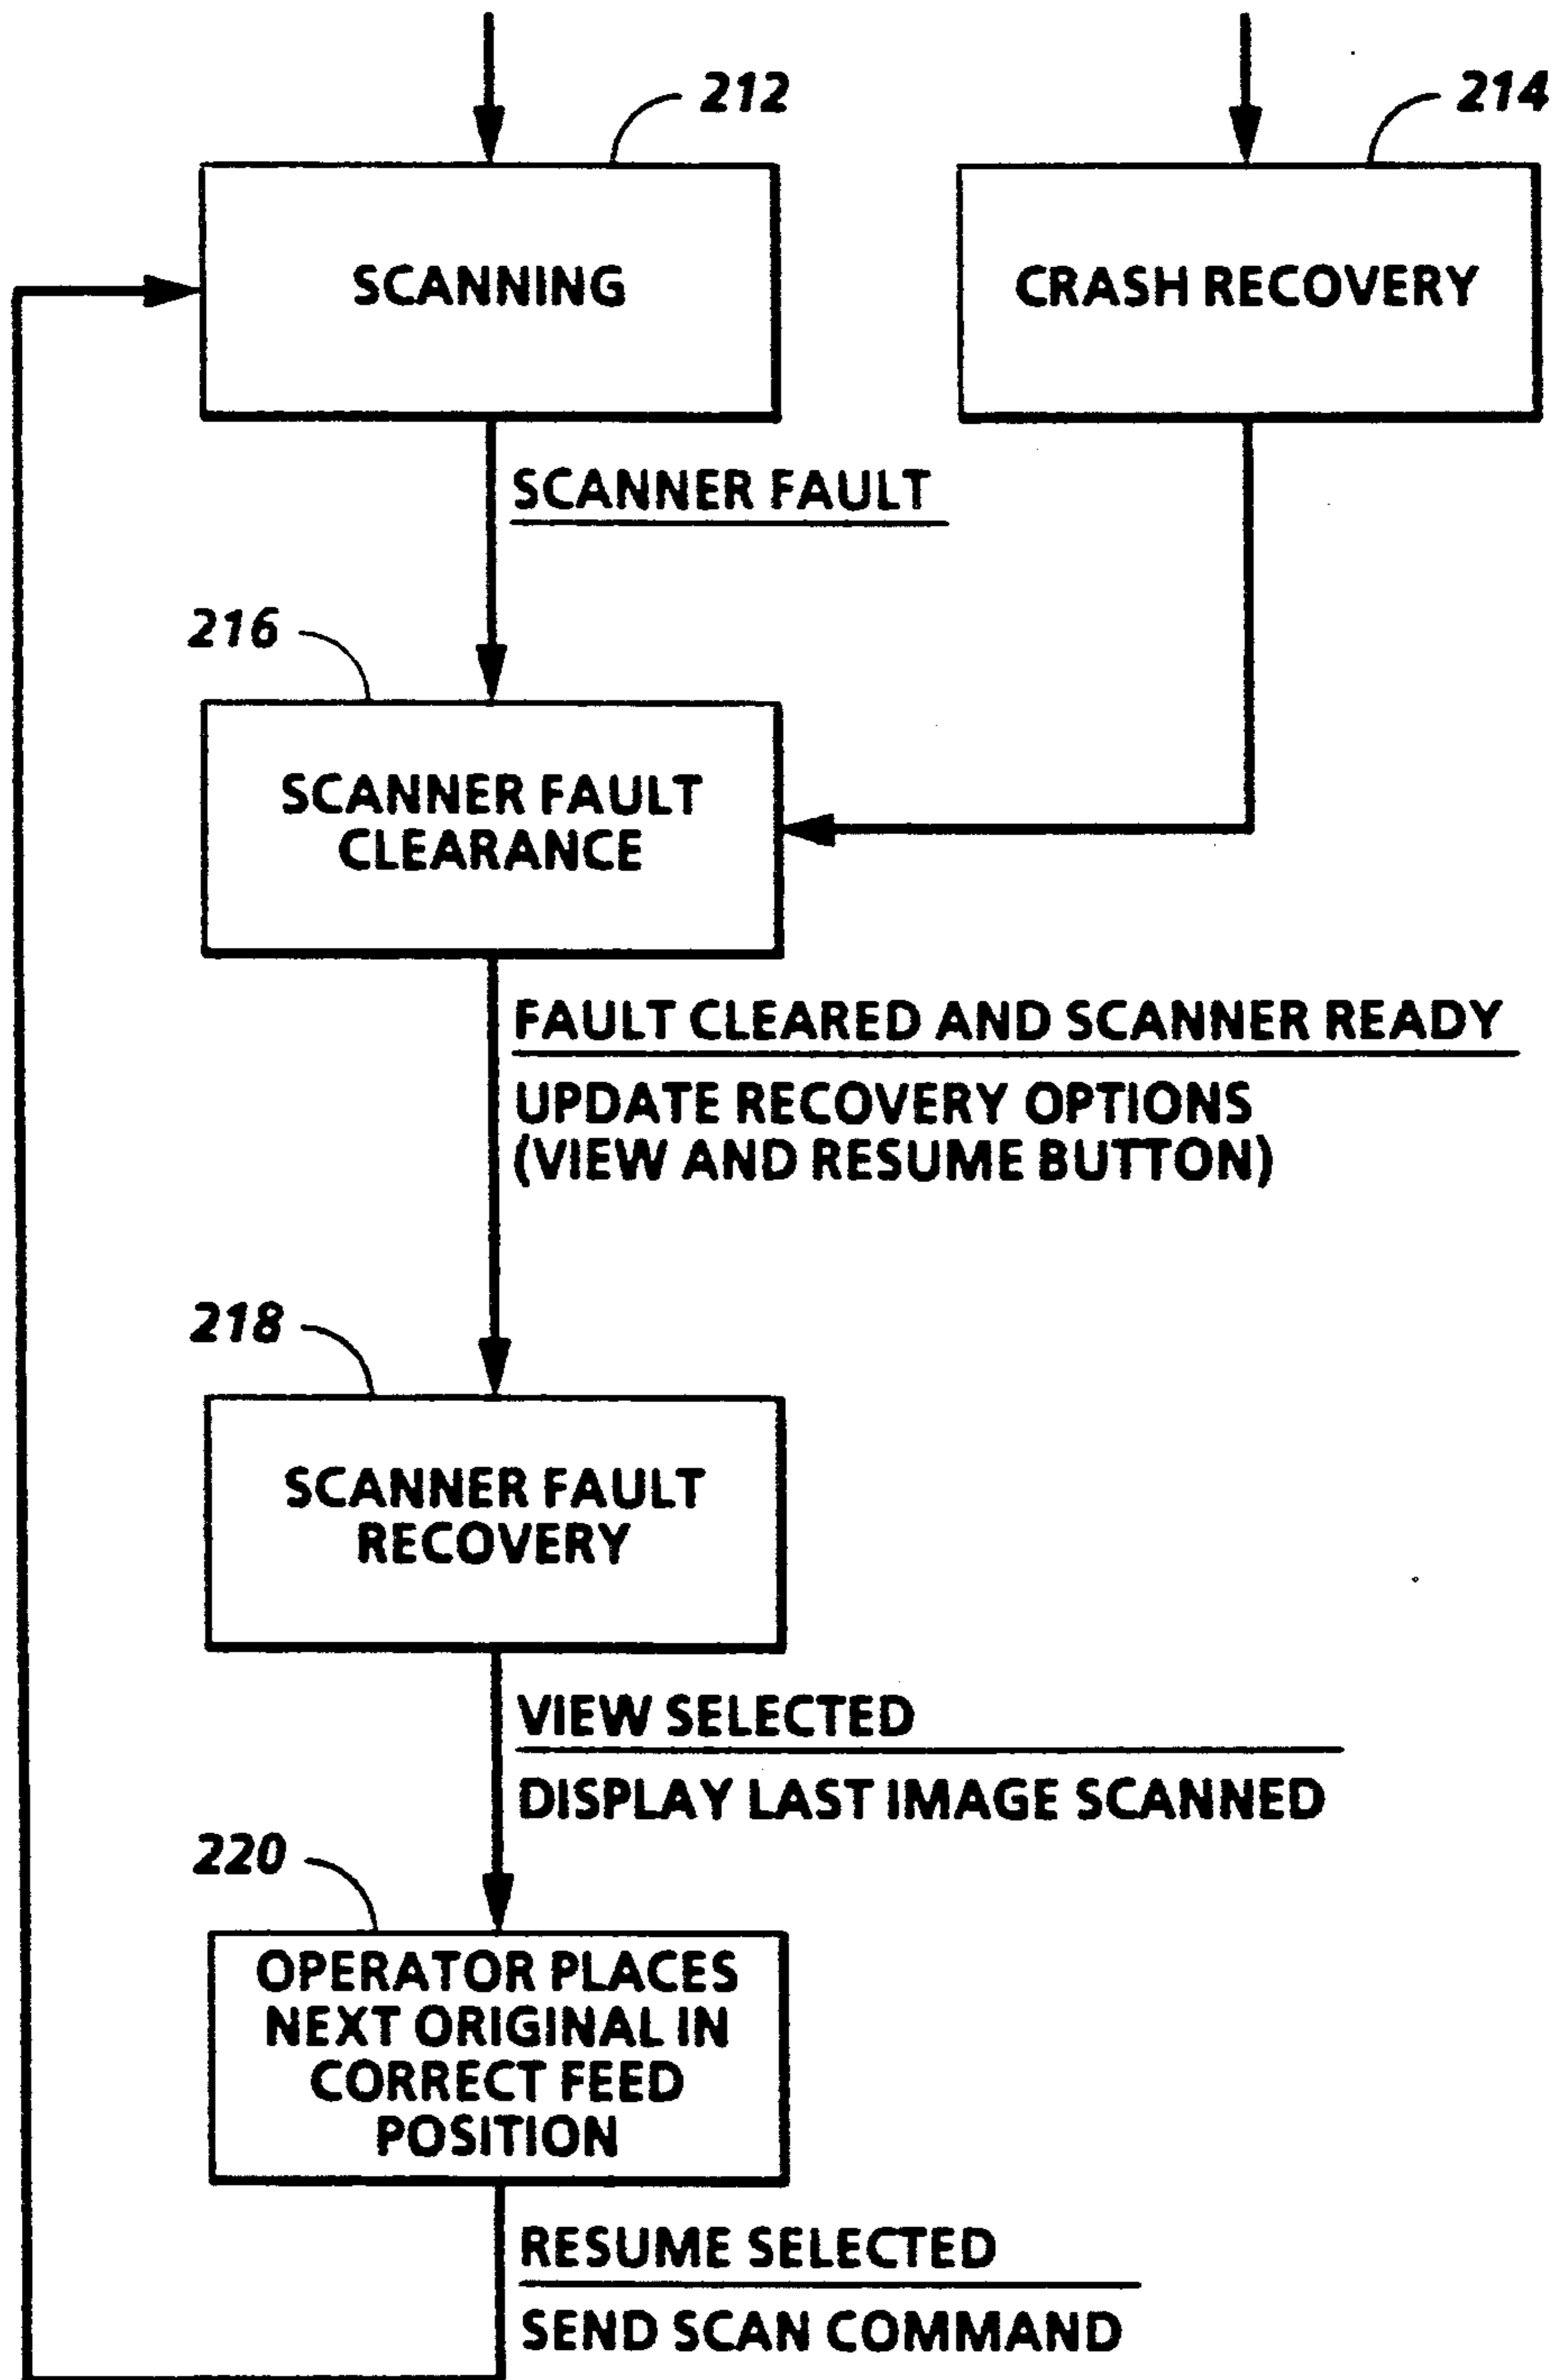 212
214
SCANNING
CRASH RECOVERY
SCANNER FAULT
216
SCANNER FAULT
CLEARANCE
FAULT CLEARED AND SCANNER READY
UPDATE RECOVERY OPTIONS
(VIEW AND RESUME BUTTON)
218
SCANNER FAULT
RECOVERY
VIEW SELECTED
DISPLAY LAST IMAGE SCANNED
220
OPERATOR PLACES
NEXT ORIGINAL IN
CORRECT FEED
POSITION
RESUME SELECTED
SEND SCAN COMMAND